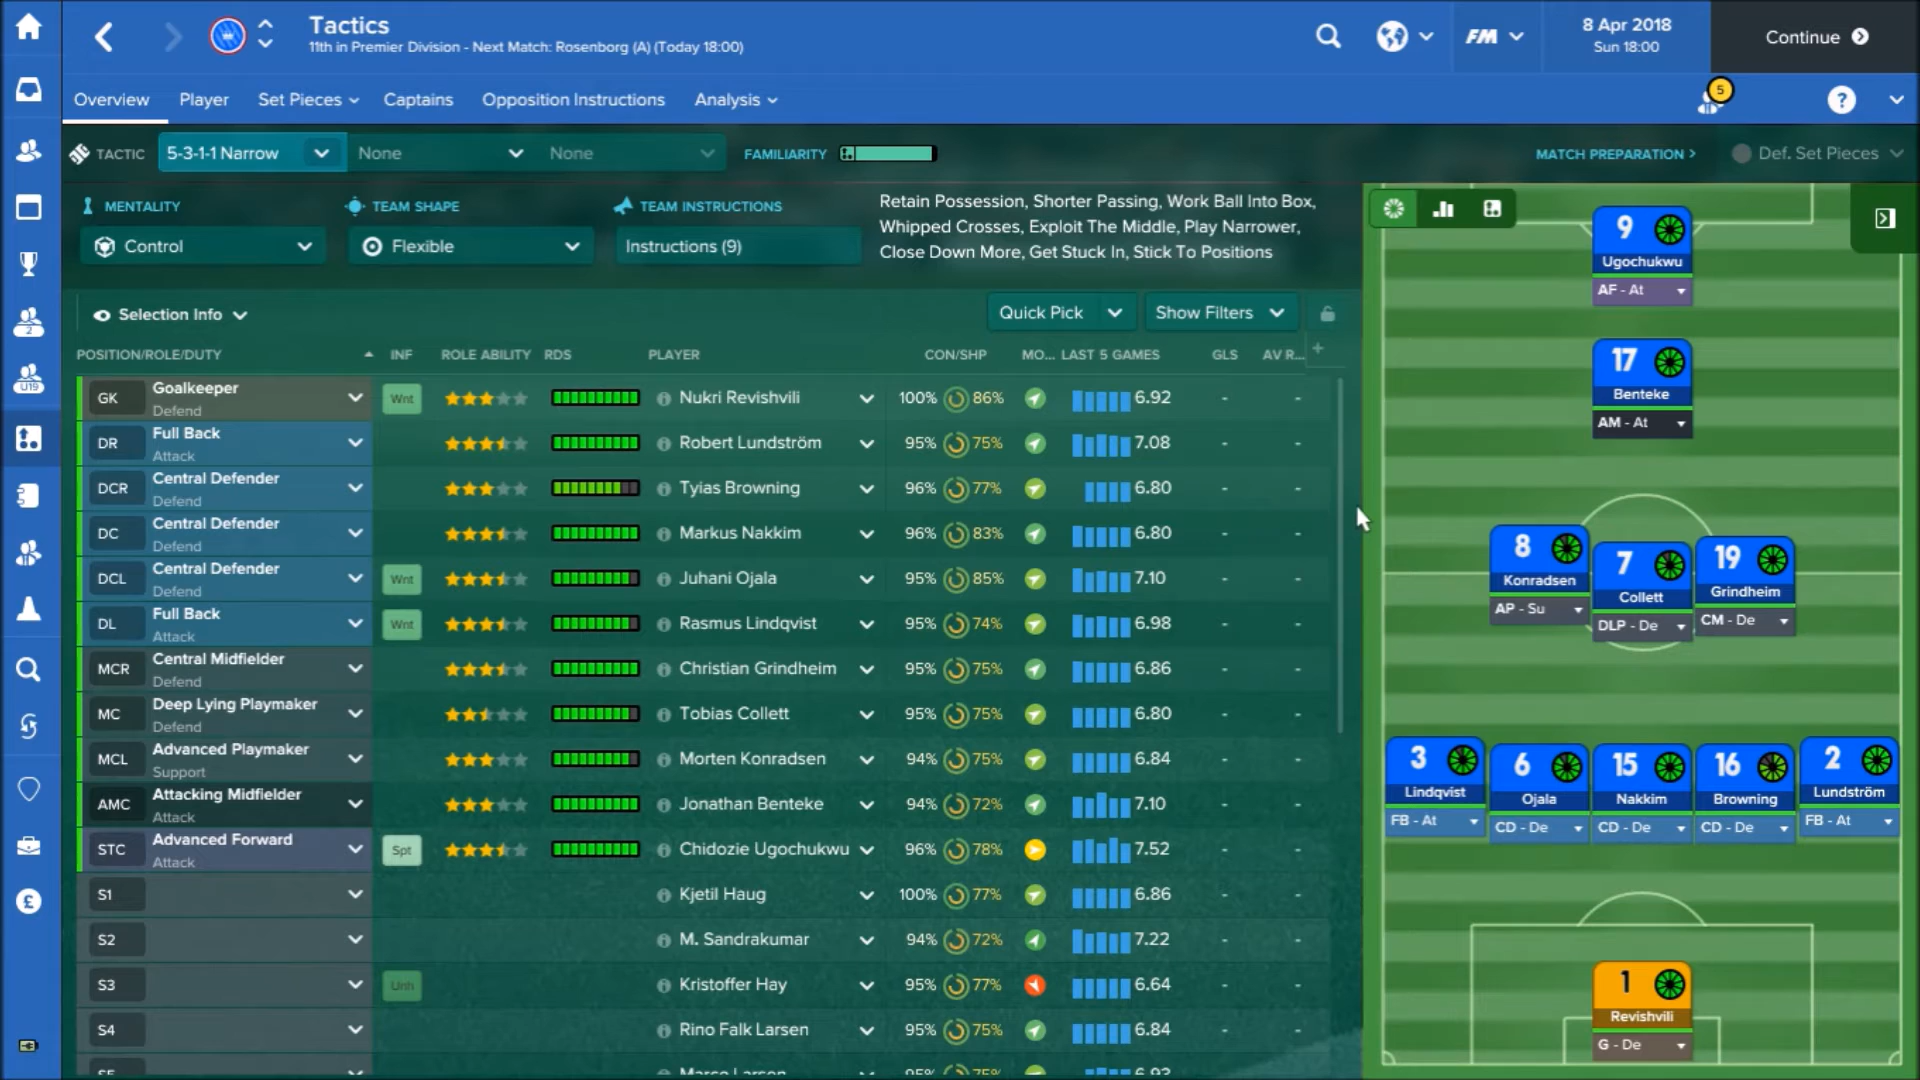 Tactics
11th in Premier Division - Next Match: Rosenborg (A) (Today 18:00)
FM
8 Apr 2018
Sun 18:00
Continue
Overview
Player
Set Pieces
Captains
Opposition Instructions
Analysis
5
?
TACTIC
5-3-1-1 Narrow
None
None
FAMILIARITY
MATCH PREPARATION >
Def. Set Pieces
MENTALITY
TEAM SHAPE
TEAM INSTRUCTIONS
Control
Flexible
Instructions (9)
Retain Possession, Shorter Passing, Work Ball Into Box,
Whipped Crosses, Exploit The Middle, Play Narrower,
Close Down More, Get Stuck In, Stick To Positions
Selection Info
Quick Pick
Show Filters
POSITION/ROLE/DUTY INF ROLE ABILITY RDS PLAYER CON/SHP MO... LAST 5 GAMES GLS AV R... +
GK Goalkeeper Defend Wnt Nukri Revishvili 100% 86% 6.92 - -
DR Full Back Attack Robert Lundström 95% 75% 7.08 - -
DCR Central Defender Defend Tyias Browning 96% 77% 6.80 - -
DC Central Defender Defend Markus Nakkim 96% 83% 6.80 - -
DCL Central Defender Defend Wnt Juhani Ojala 95% 85% 7.10 - -
DL Full Back Attack Wnt Rasmus Lindqvist 95% 74% 6.98 - -
MCR Central Midfielder Defend Christian Grindheim 95% 75% 6.86 - -
MC Deep Lying Playmaker Defend Tobias Collett 95% 75% 6.80 - -
MCL Advanced Playmaker Support Morten Konradsen 94% 75% 6.84 - -
AMC Attacking Midfielder Attack Jonathan Benteke 94% 72% 7.10 - -
STC Advanced Forward Attack Spt Chidozie Ugochukwu 96% 78% 7.52 - -
S1 Kjetil Haug 100% 77% 6.86 - -
S2 M. Sandrakumar 94% 72% 7.22 - -
S3 Unh Kristoffer Hay 95% 77% 6.64 - -
S4 Rino Falk Larsen 95% 75% 6.84 - -
2
U19
£
9
Ugochukwu
AF - At
17
Benteke
AM - At
8
Konradsen
AP - Su
7
Collett
DLP - De
19
Grindheim
CM - De
3
Lindqvist
FB - At
6
Ojala
CD - De
15
Nakkim
CD - De
16
Browning
CD - De
2
Lundström
FB - At
1
Revishvili
G - De